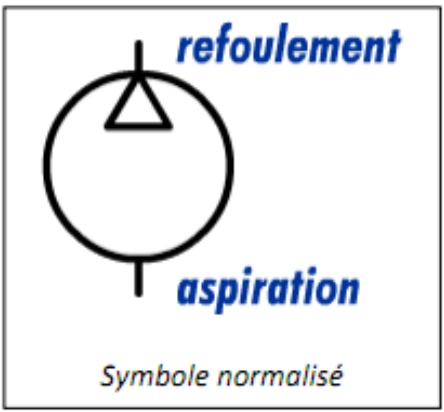 refoulement
aspiration
Symbole normalisé